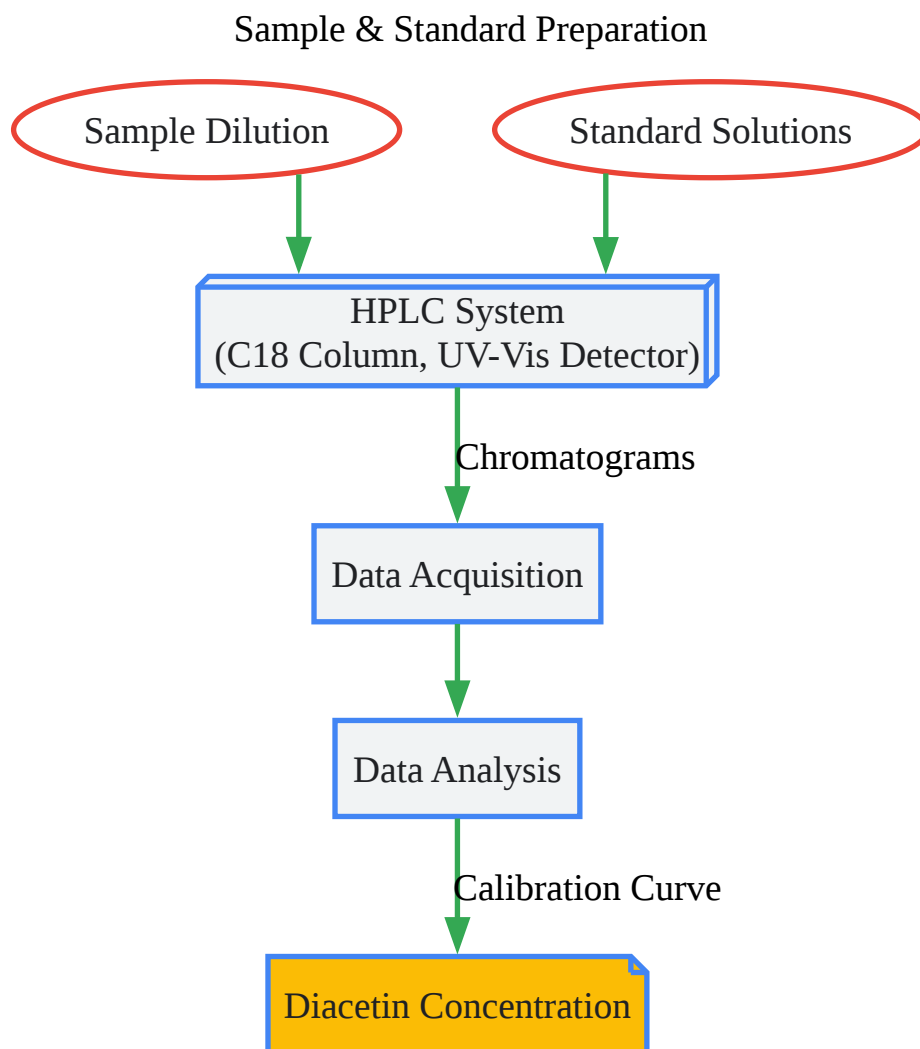 Sample & Standard Preparation
Sample Dilution
Standard Solutions
HPLC System
(C18 Column, UV-Vis Detector)
Chromatograms
Data Acquisition
Data Analysis
Calibration Curve
Diacetin Concentration